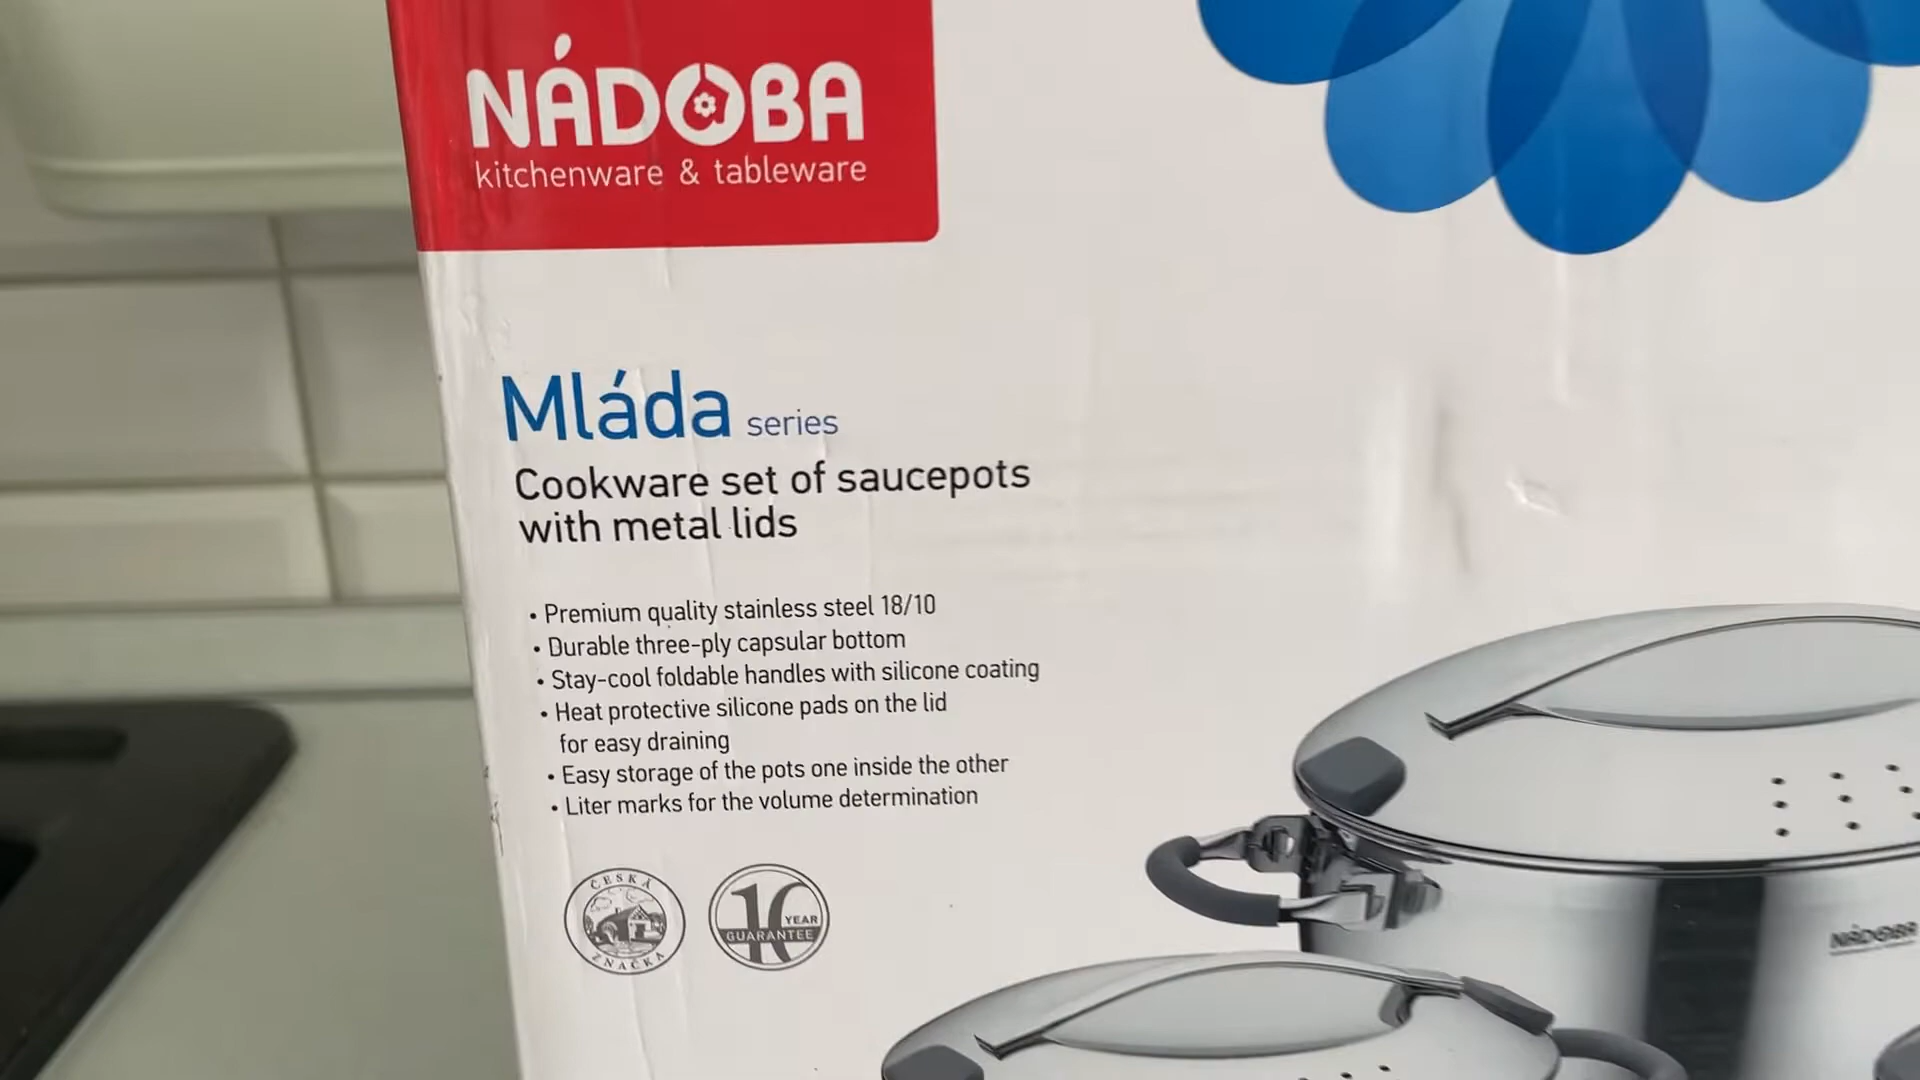 NÁDOBA
kitchenware & tableware
Mláda series
Cookware set of saucepots
with metal lids
• Premium quality stainless steel 18/10
• Durable three-ply capsular bottom
• Stay-cool foldable handles with silicone coating
• Heat protective silicone pads on the lid
for easy draining
• Easy storage of the pots one inside the other
• Liter marks for the volume determination
ČESKÁ
ZNAČKA
10
YEAR
GUARANTEE
NÁDOBA